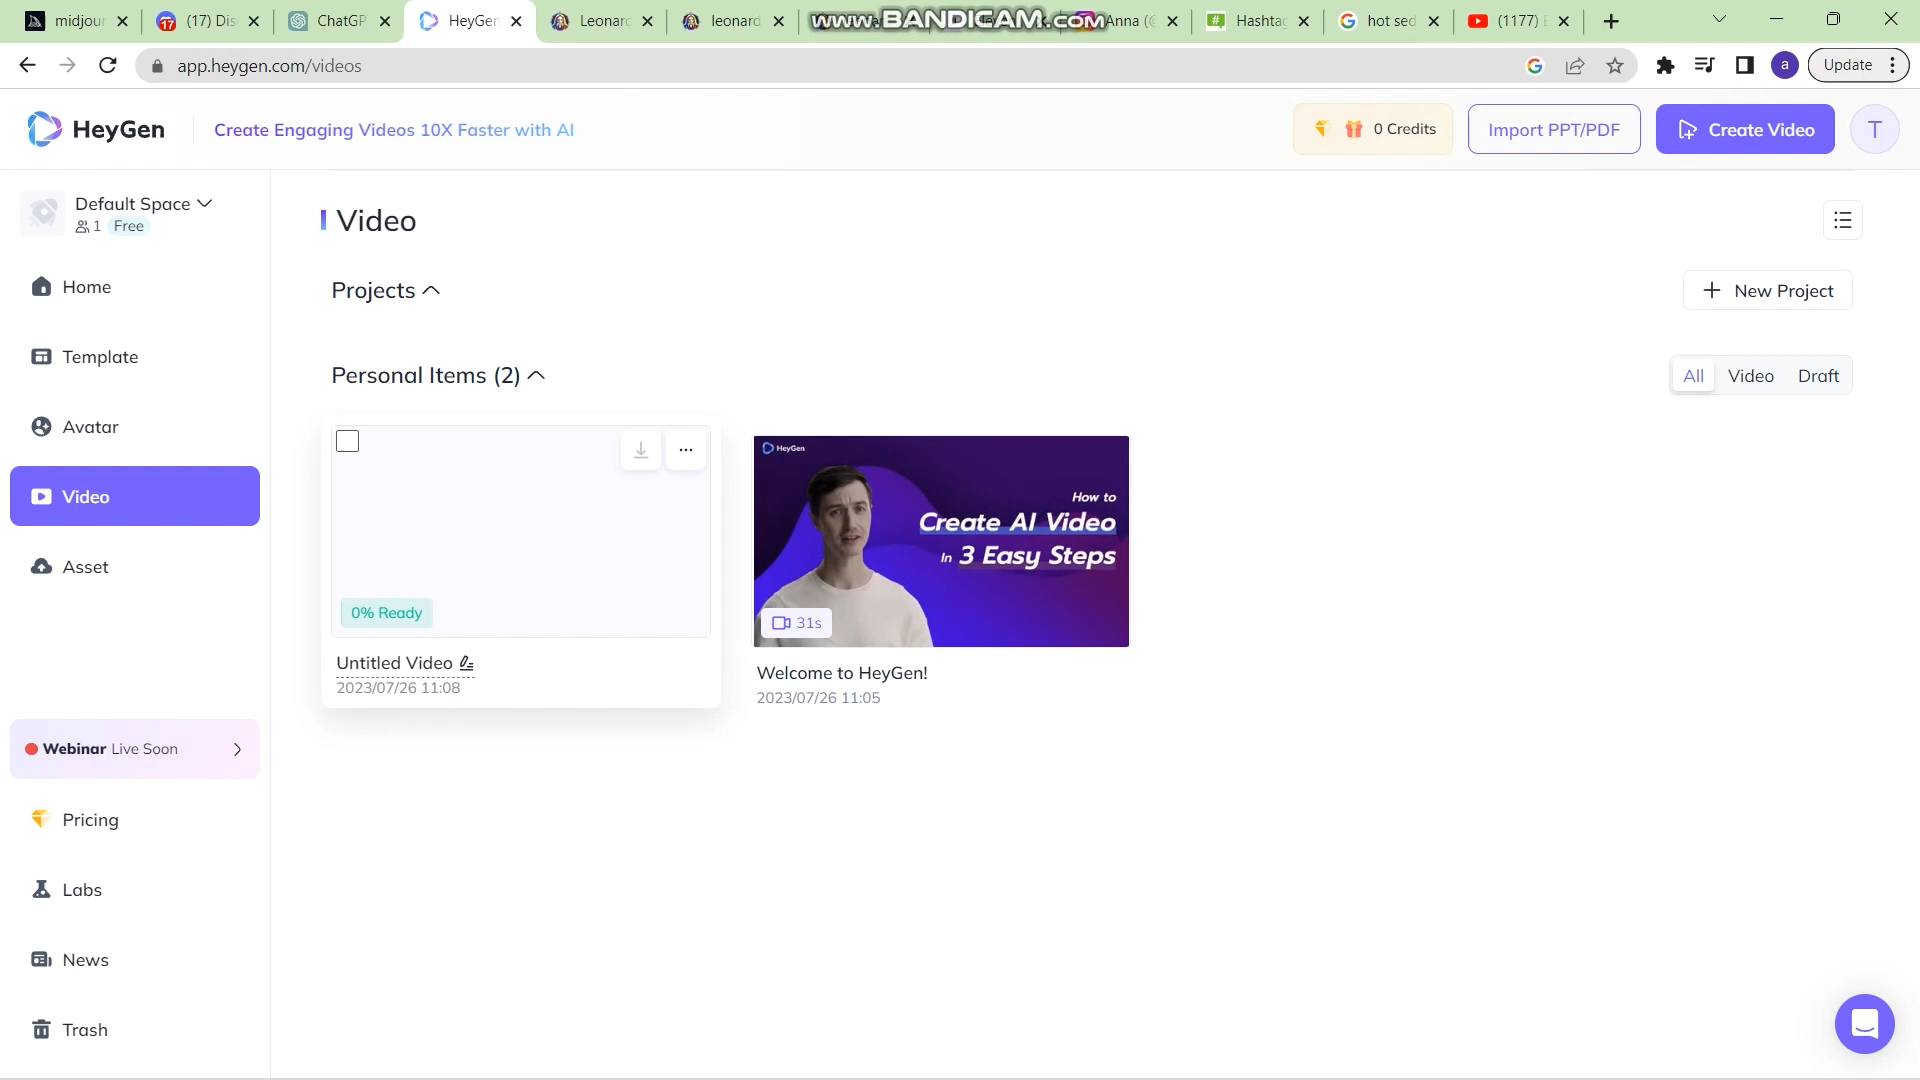 midjour
(17) Dis
ChatGP
HeyGen
Leonard
leonard
www.BANDICAM.com
Anna (@
Hashtag
hot sed
(1177)
app.heygen.com/videos
a
Update
HeyGen
Create Engaging Videos 10X Faster with AI
0 Credits
Import PPT/PDF
Create Video
T
Default Space
1 Free
Home
Template
Avatar
Video
Asset
Webinar Live Soon
Pricing
Labs
News
Trash
Video
Projects
New Project
Personal Items (2)
All Video Draft
0% Ready
Untitled Video
2023/07/26 11:08
HeyGen
How to
Create AI Video
In 3 Easy Steps
31s
Welcome to HeyGen!
2023/07/26 11:05